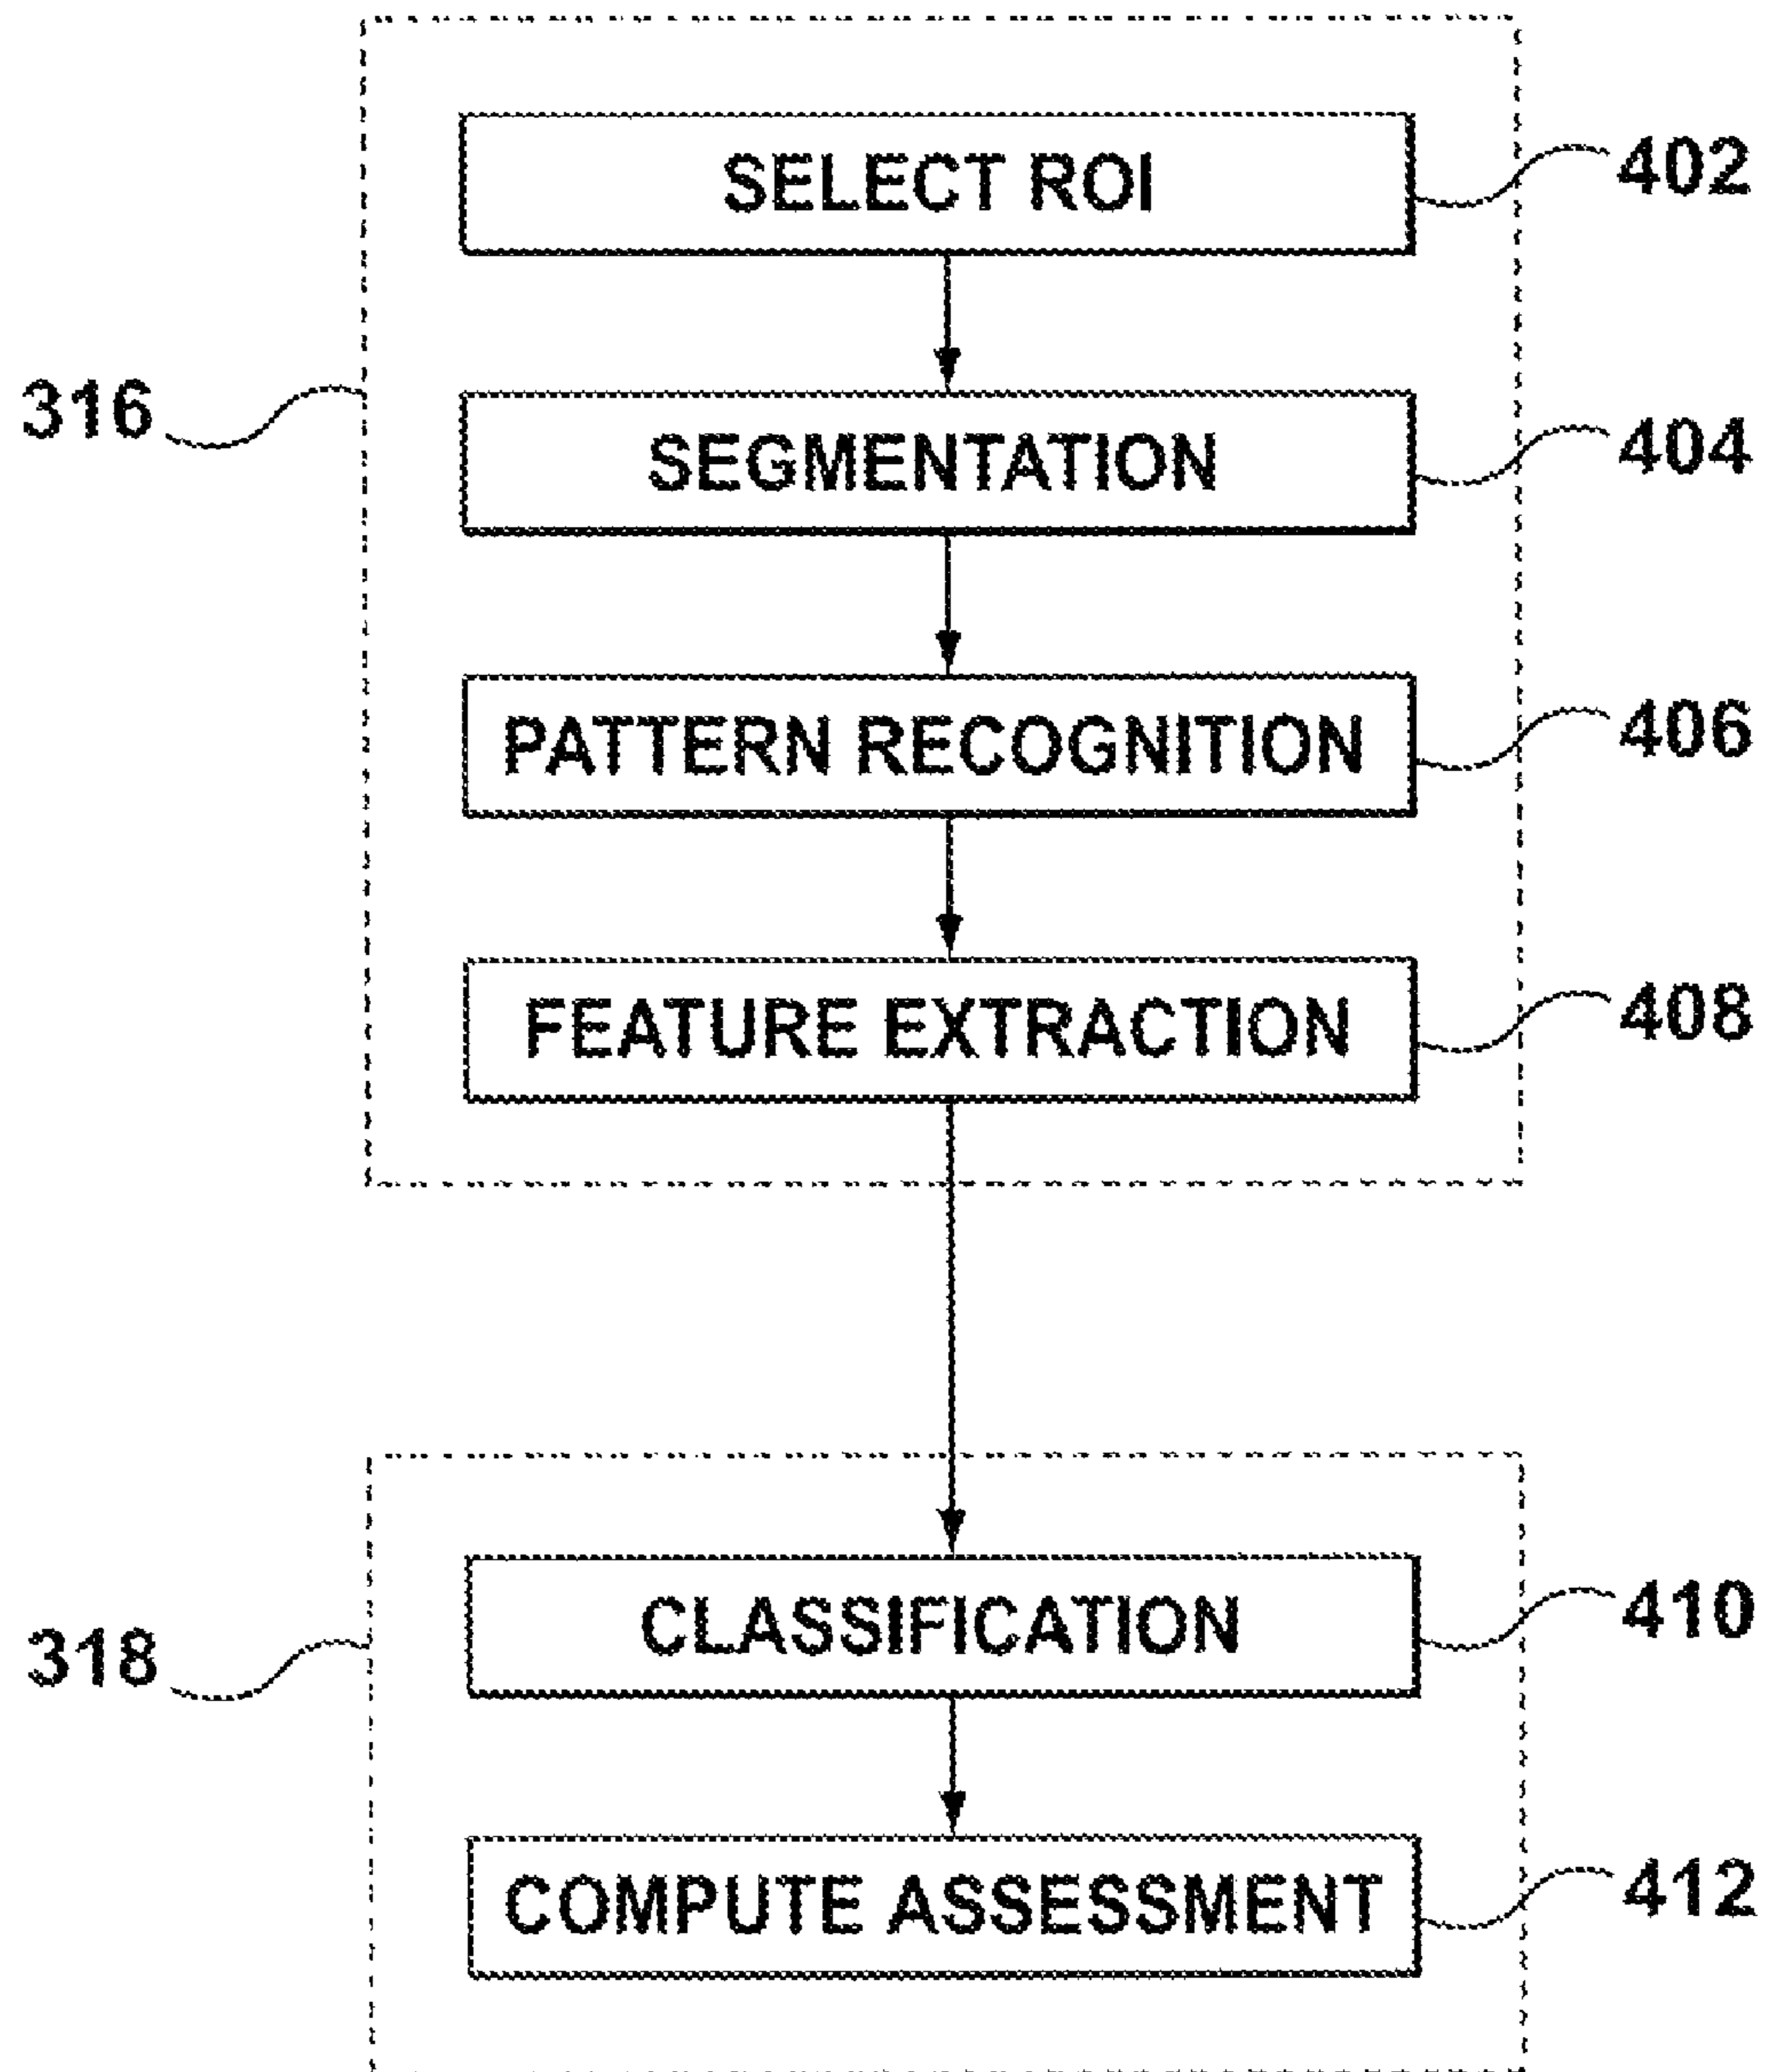 SELECT ROI
402
316
SEGMENTATION
404
PATTERN RECOGNITION
406
FEATURE EXTRACTION
408
CLASSIFICATION
410
318
COMPUTE ASSESSMENT
412